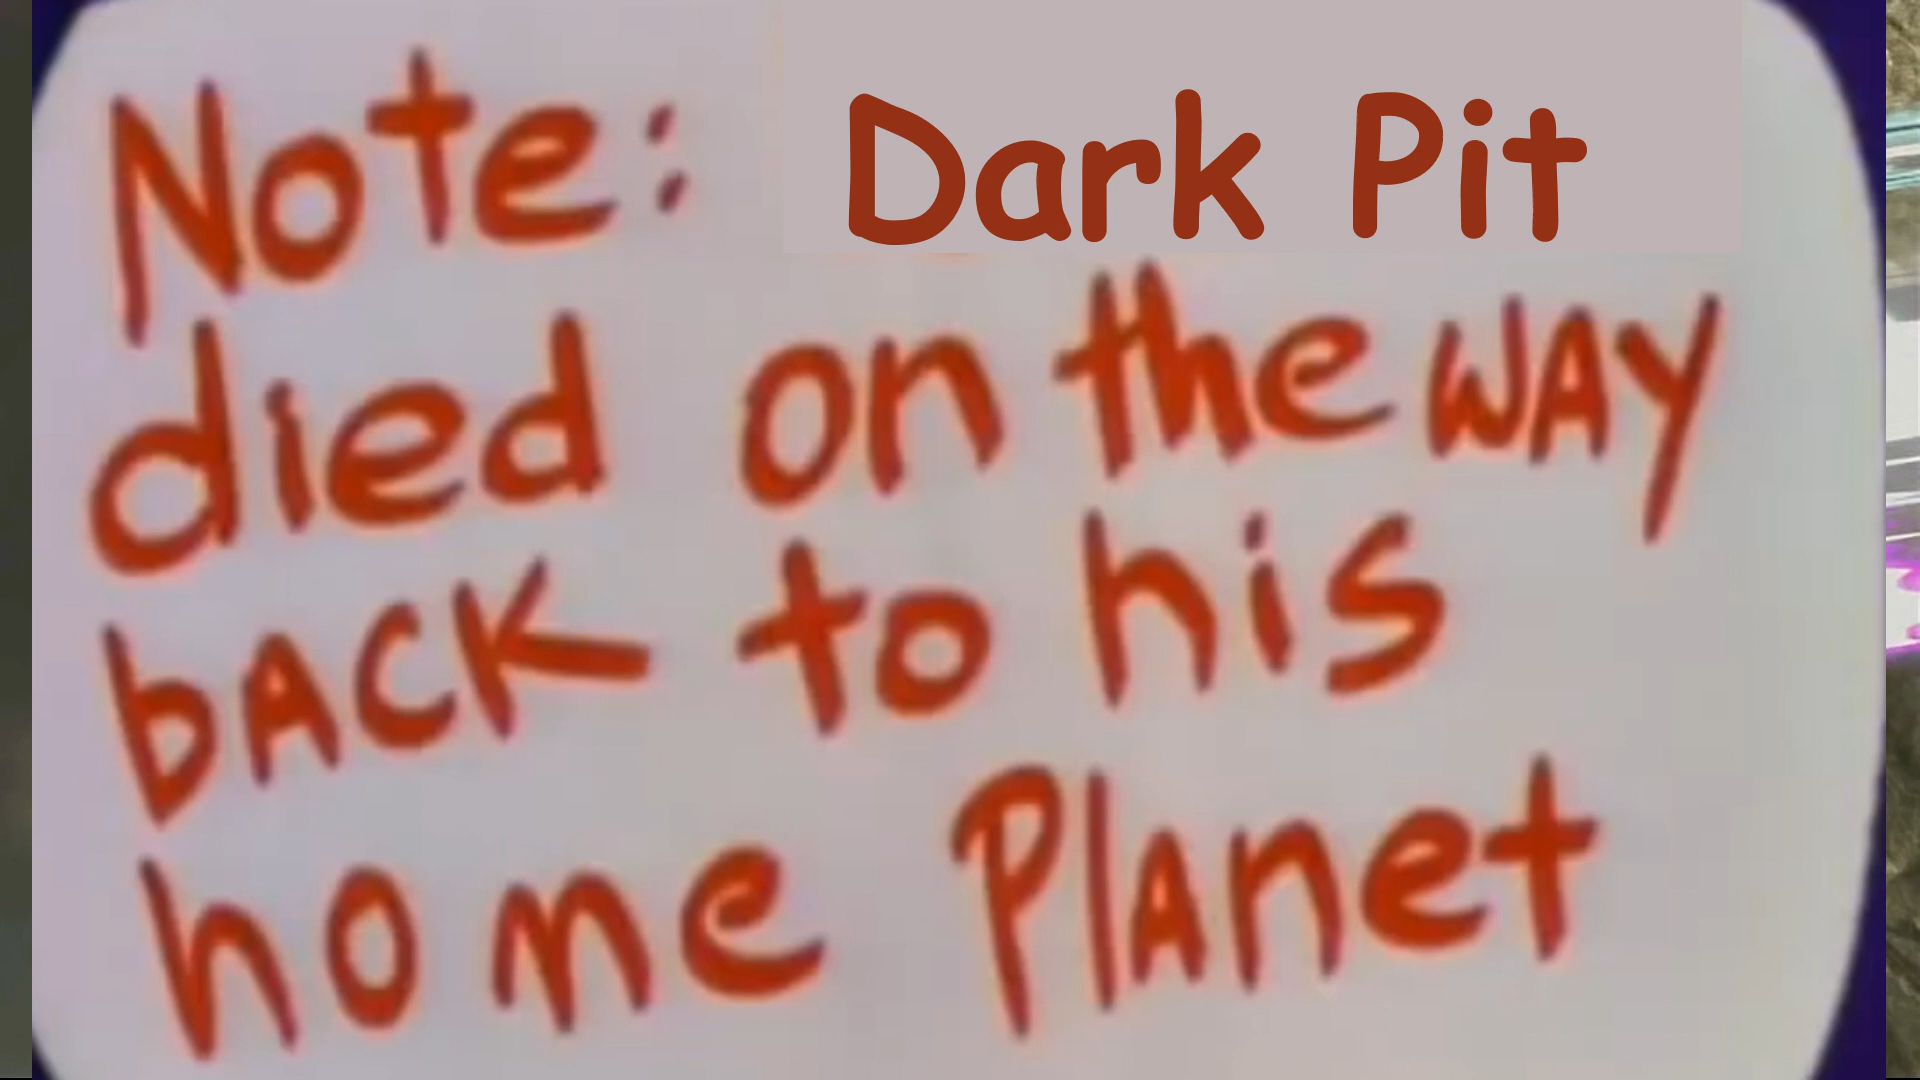 Note: Dark Pit
died on the wAy
bACK to his
home PlAnet